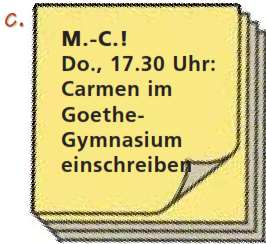 c.
M.-C.!
Do., 17.30 Uhr:
Carmen im
Goethe-
Gymnasium
einschreiben